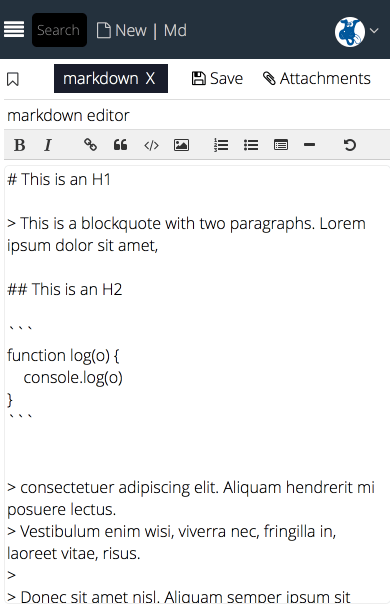 Search New | Md
markdown X Save Attachments
markdown editor
B I
# This is an H1
> This is a blockquote with two paragraphs. Lorem
ipsum dolor sit amet,
## This is an H2
```
function log(o) {
    console.log(o)
}
```
> consectetuer adipiscing elit. Aliquam hendrerit mi
posuere lectus.
> Vestibulum enim wisi, viverra nec, fringilla in,
laoreet vitae, risus.
>
> Donec sit amet nisl. Aliquam semper ipsum sit